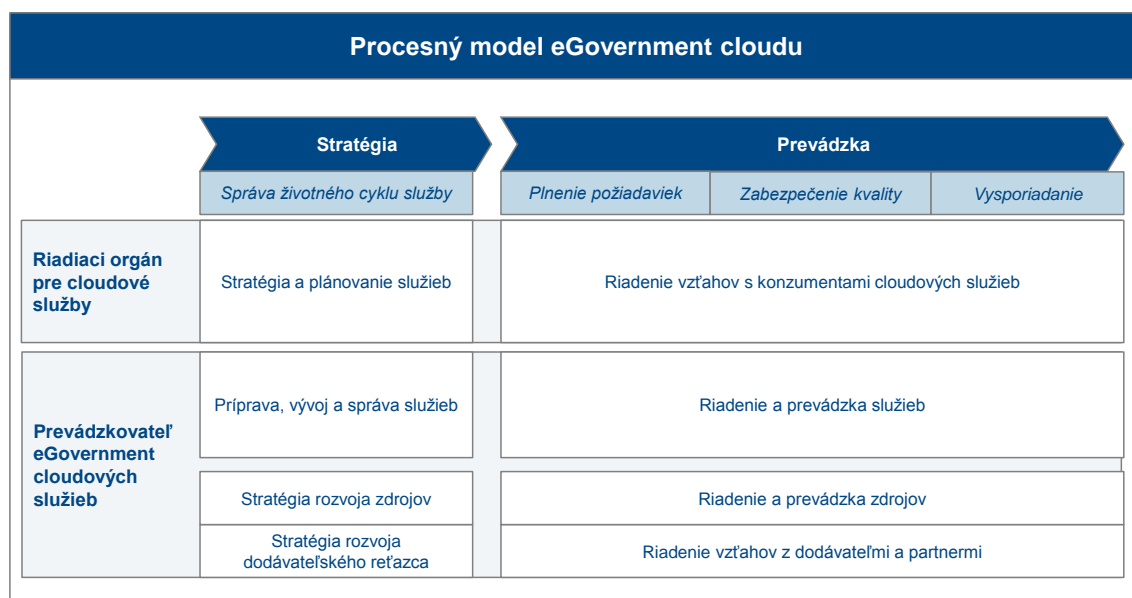 Procesný model eGovernment cloudu
Stratégia
Prevádzka
Správa životného cyklu služby
Plnenie požiadaviek
Zabezpečenie kvality
Vysporiadanie
Riadiaci orgán
pre cloudové
služby
Stratégia a plánovanie služieb
Riadenie vzťahov s konzumentami cloudových služieb
Prevádzkovateľ
eGovernment
cloudových
služieb
Príprava, vývoj a správa služieb
Riadenie a prevádzka služieb
Stratégia rozvoja zdrojov
Riadenie a prevádzka zdrojov
Stratégia rozvoja
dodávateľského reťazca
Riadenie vzťahov z dodávateľmi a partnermi